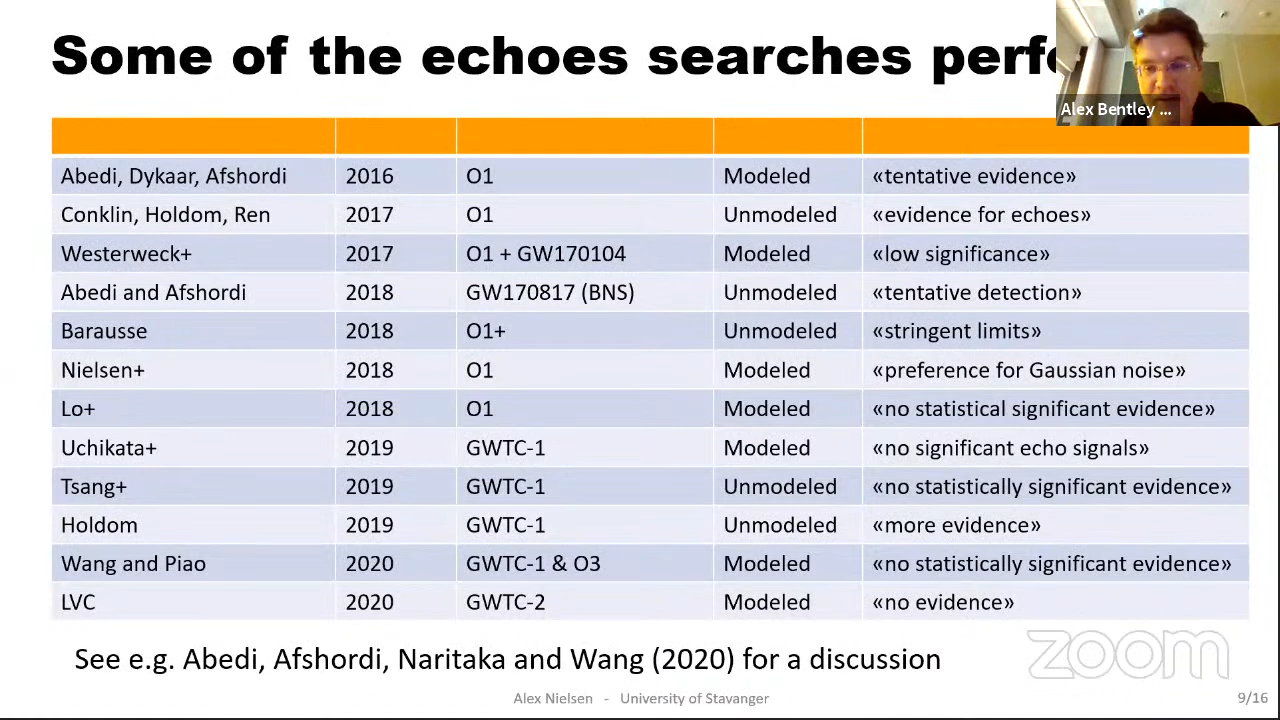 Some of the echoes searches perfo
Alex Bentley ...
Abedi, Dykaar, Afshordi 2016 O1 Modeled «tentative evidence»
Conklin, Holdom, Ren 2017 O1 Unmodeled «evidence for echoes»
Westerweck+ 2017 O1 + GW170104 Modeled «low significance»
Abedi and Afshordi 2018 GW170817 (BNS) Unmodeled «tentative detection»
Barausse 2018 O1+ Unmodeled «stringent limits»
Nielsen+ 2018 O1 Modeled «preference for Gaussian noise»
Lo+ 2018 O1 Modeled «no statistical significant evidence»
Uchikata+ 2019 GWTC-1 Modeled «no significant echo signals»
Tsang+ 2019 GWTC-1 Unmodeled «no statistically significant evidence»
Holdom 2019 GWTC-1 Unmodeled «more evidence»
Wang and Piao 2020 GWTC-1 & O3 Modeled «no statistically significant evidence»
LVC 2020 GWTC-2 Modeled «no evidence»
See e.g. Abedi, Afshordi, Naritaka and Wang (2020) for a discussion
zoom
Alex Nielsen - University of Stavanger
9/16